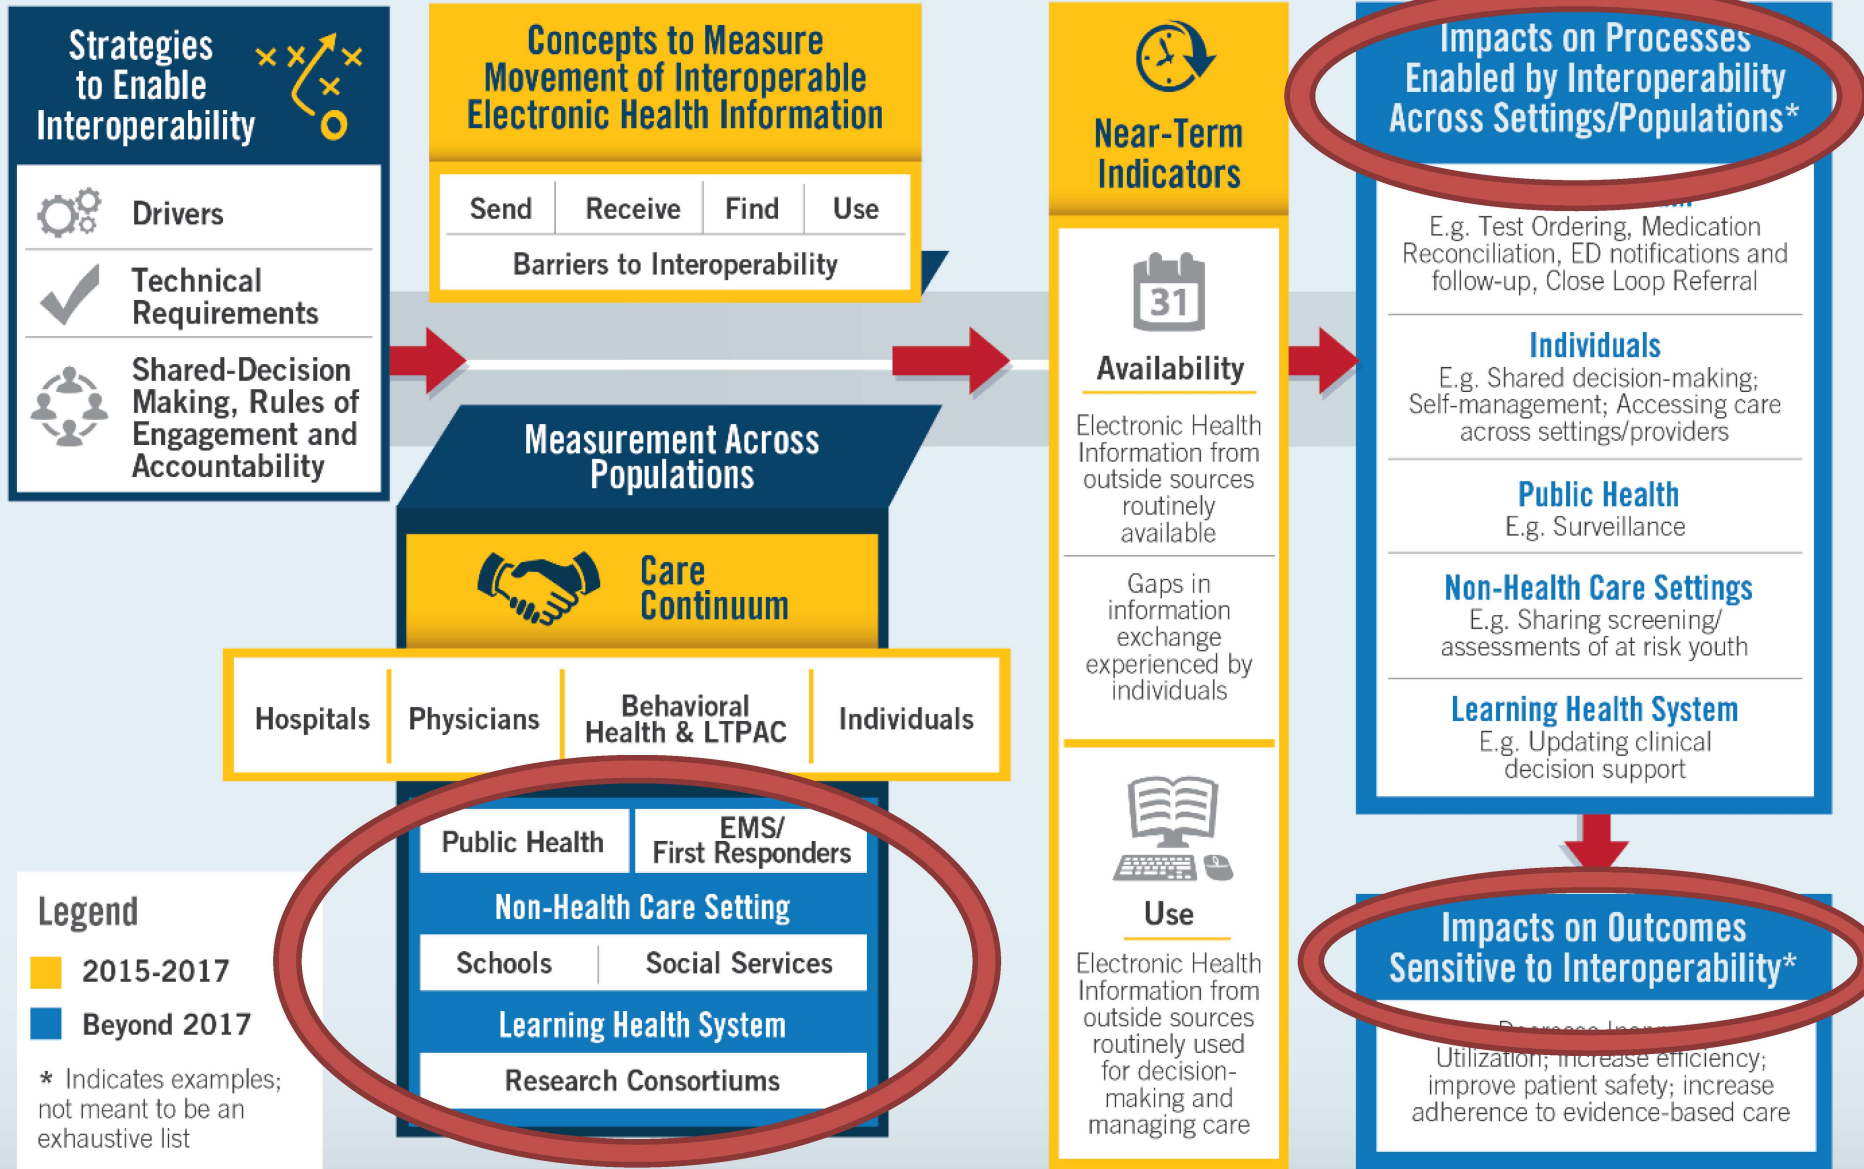 Strategies
to Enable
Interoperability
Drivers
Technical
Requirements
Shared-Decision
Making, Rules of
Engagement and
Accountability
Concepts to Measure
Movement of Interoperable
Electronic Health Information
Send Receive Find Use
Barriers to Interoperability
Measurement Across
Populations
Care
Continuum
Hospitals Physicians Behavioral
Health & LTPAC Individuals
Public Health
EMS/
First Responders
Non-Health Care Setting
Schools Social Services
Learning Health System
Research Consortiums
Legend
2015-2017
Beyond 2017
* Indicates examples;
not meant to be an
exhaustive list
Near-Term
Indicators
31
Availability
Electronic Health
Information from
outside sources
routinely
available
Gaps in
information
exchange
experienced by
individuals
Use
Electronic Health
Information from
outside sources
routinely used
for decision-
making and
managing care
Impacts on Processes
Enabled by Interoperability
Across Settings/Populations*
E.g. Test Ordering, Medication
Reconciliation, ED notifications and
follow-up, Close Loop Referral
Individuals
E.g. Shared decision-making;
Self-management; Accessing care
across settings/providers
Public Health
E.g. Surveillance
Non-Health Care Settings
E.g. Sharing screening/
assessments of at risk youth
Learning Health System
E.g. Updating clinical
decision support
Impacts on Outcomes
Sensitive to Interoperability*
Decrease
Utilization; increase efficiency;
improve patient safety; increase
adherence to evidence-based care